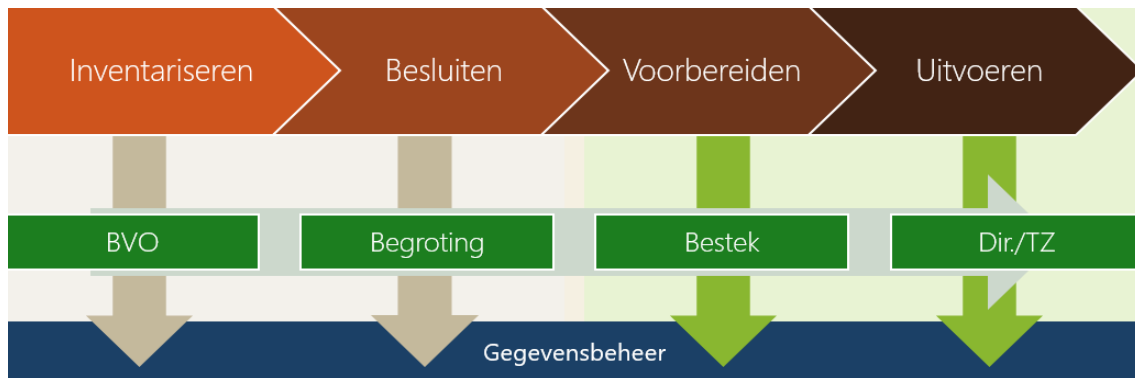 Inventariseren
Besluiten
Voorbereiden
Uitvoeren
BVO
Begroting
Bestek
Dir./TZ
Gegevensbeheer